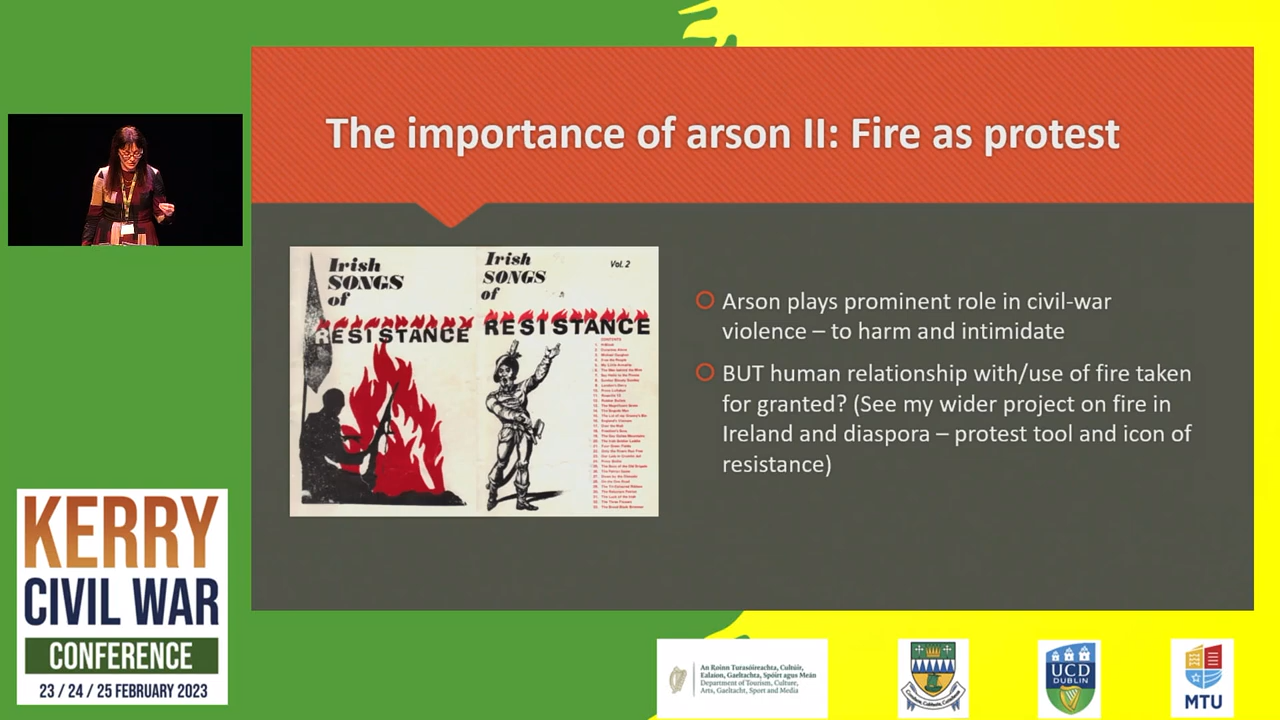 The importance of arson II: Fire as protest
Irish
SONGS
of
RESISTANCE
Irish
SONGS
of
RESISTANCE
Vol. 2
CONTENTS
Arson plays prominent role in civil-war
violence – to harm and intimidate
BUT human relationship with/use of fire taken
for granted? (See my wider project on fire in
Ireland and diaspora – protest tool and icon of
resistance)
KERRY
CIVIL WAR
CONFERENCE
23 / 24 / 25 FEBRUARY 2023
An Roinn Turasóireachta, Cultúir,
Ealaíon, Gaeltachta, Spóirt agus Meán
Department of Tourism, Culture,
Arts, Gaeltacht, Sport and Media
UCD
DUBLIN
MTU